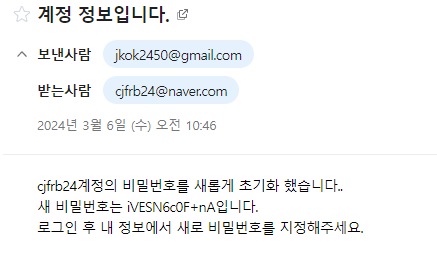 계정 정보입니다.
보낸사람 jkok2450@gmail.com
받는사람 cjfrb24@naver.com
2024년 3월 6일 (수) 오전 10:46
cjfrb24계정의 비밀번호를 새롭게 초기화 했습니다..
새 비밀번호는 iVESN6c0F+nA입니다.
로그인 후 내 정보에서 새로 비밀번호를 지정해주세요.